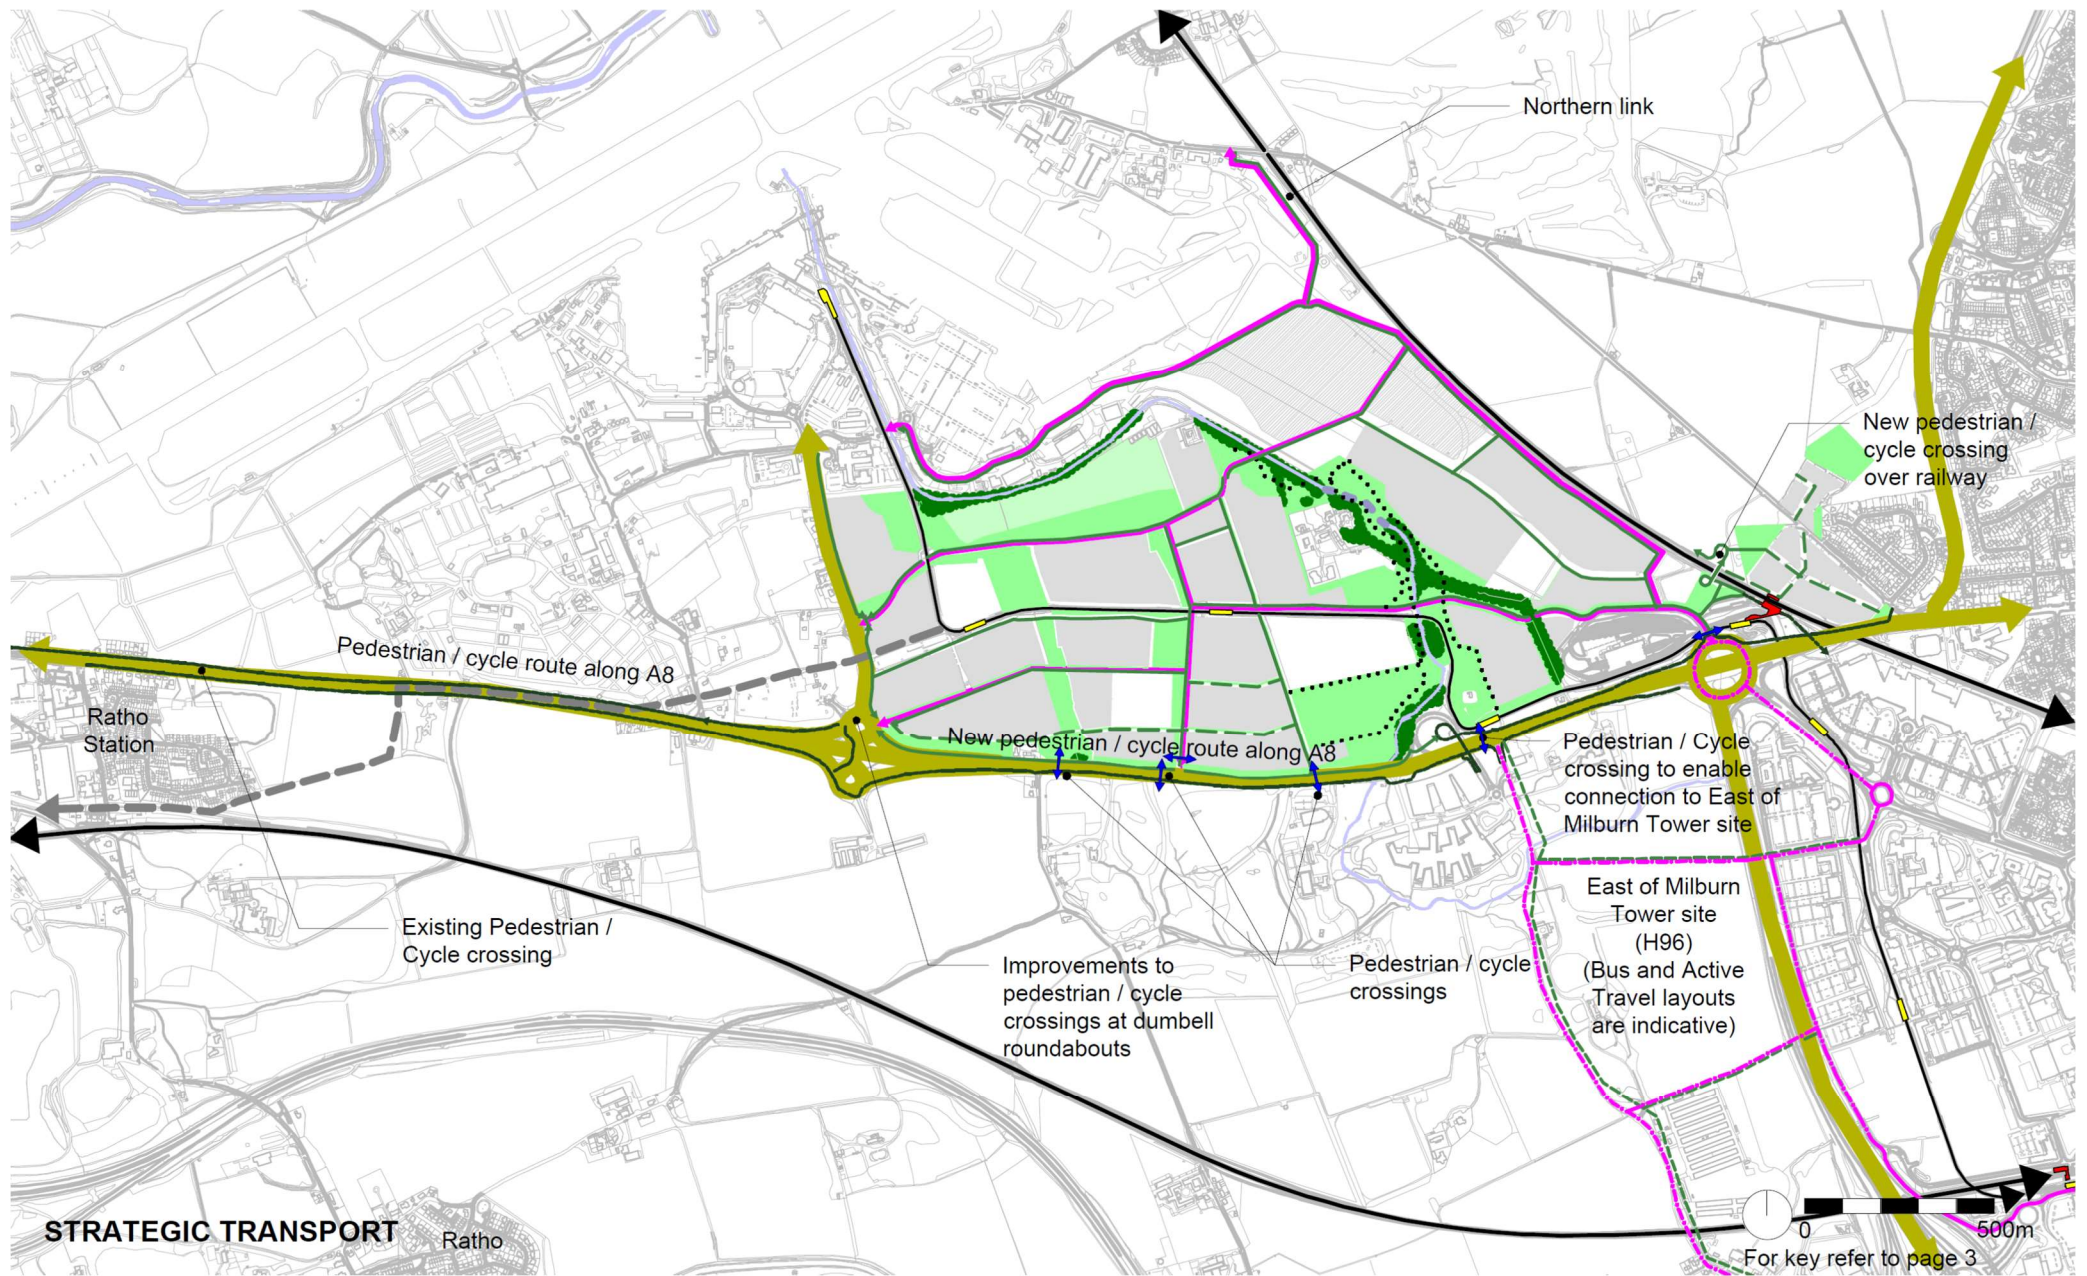 Northern link
New pedestrian /
cycle crossing
over railway
Pedestrian / cycle route along A8
Ratho
Station
New pedestrian / cycle route along A8
Pedestrian / Cycle
crossing to enable
connection to East of
Milburn Tower site
East of Milburn
Tower site
(H96)
(Bus and Active
Travel layouts
are indicative)
Existing Pedestrian /
Cycle crossing
Improvements to
pedestrian / cycle
crossings at dumbell
roundabouts
Pedestrian / cycle
crossings
STRATEGIC TRANSPORT
Ratho
0
500m
For key refer to page 3